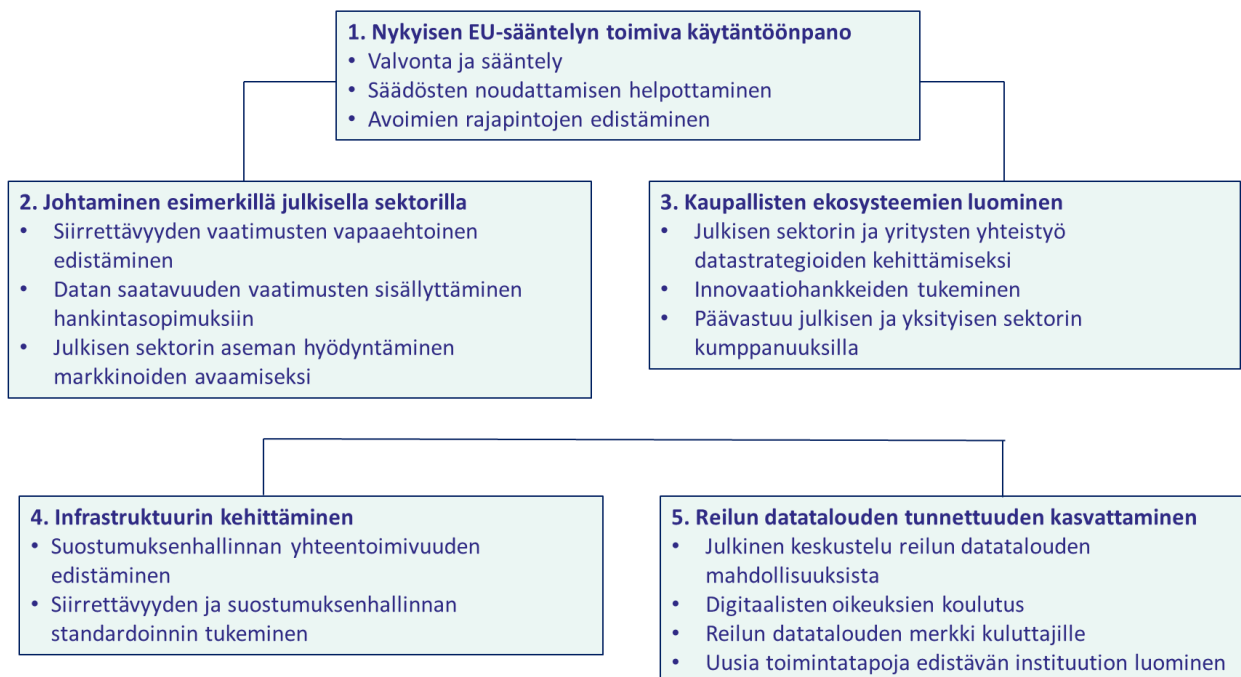 1. Nykyisen EU-sääntelyn toimiva käytäntöönpano
• Valvonta ja sääntely
• Säädösten noudattamisen helpottaminen
• Avoimien rajapintojen edistäminen
2. Johtaminen esimerkillä julkisella sektorilla
• Siirrettävyyden vaatimusten vapaaehtoinen
edistäminen
• Datan saatavuuden vaatimusten sisällyttäminen
hankintasopimuksiin
• Julkisen sektorin aseman hyödyntäminen
markkinoiden avaamiseksi
3. Kaupallisten ekosysteemien luominen
• Julkisen sektorin ja yritysten yhteistyö
datastrategioiden kehittämiseksi
• Innovaatiohankkeiden tukeminen
• Päävastuu julkisen ja yksityisen sektorin
kumppanuuksilla
4. Infrastruktuurin kehittäminen
• Suostumuksenhallinnan yhteentoimivuuden
edistäminen
• Siirrettävyyden ja suostumuksenhallinnan
standardoinnin tukeminen
5. Reilun datatalouden tunnettuuden kasvattaminen
• Julkinen keskustelu reilun datatalouden
mahdollisuuksista
• Digitaalisten oikeuksien koulutus
• Reilun datatalouden merkki kuluttajille
• Uusia toimintatapoja edistävän instituution luominen